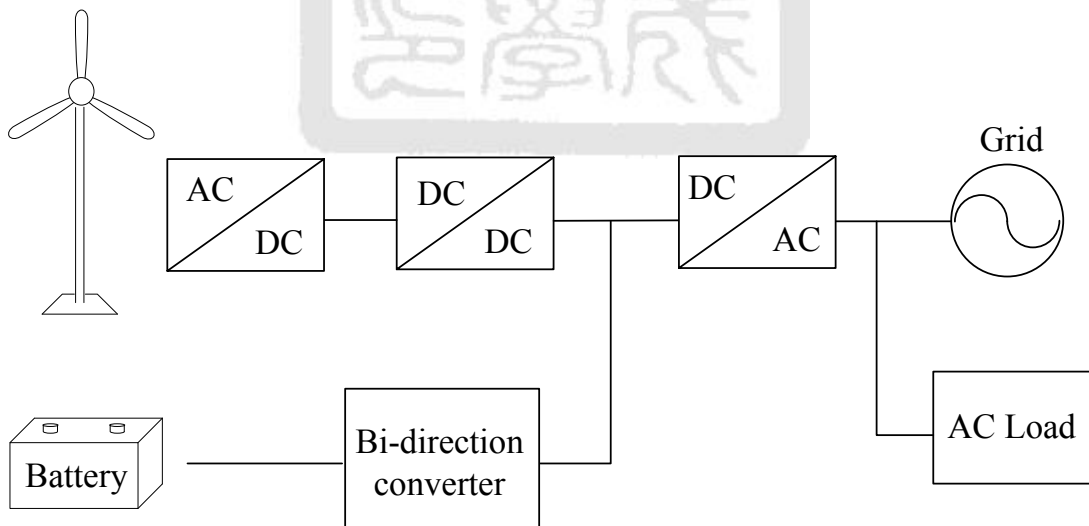 Grid
AC
DC
DC
DC
DC
AC
Battery
Bi-direction
converter
AC Load